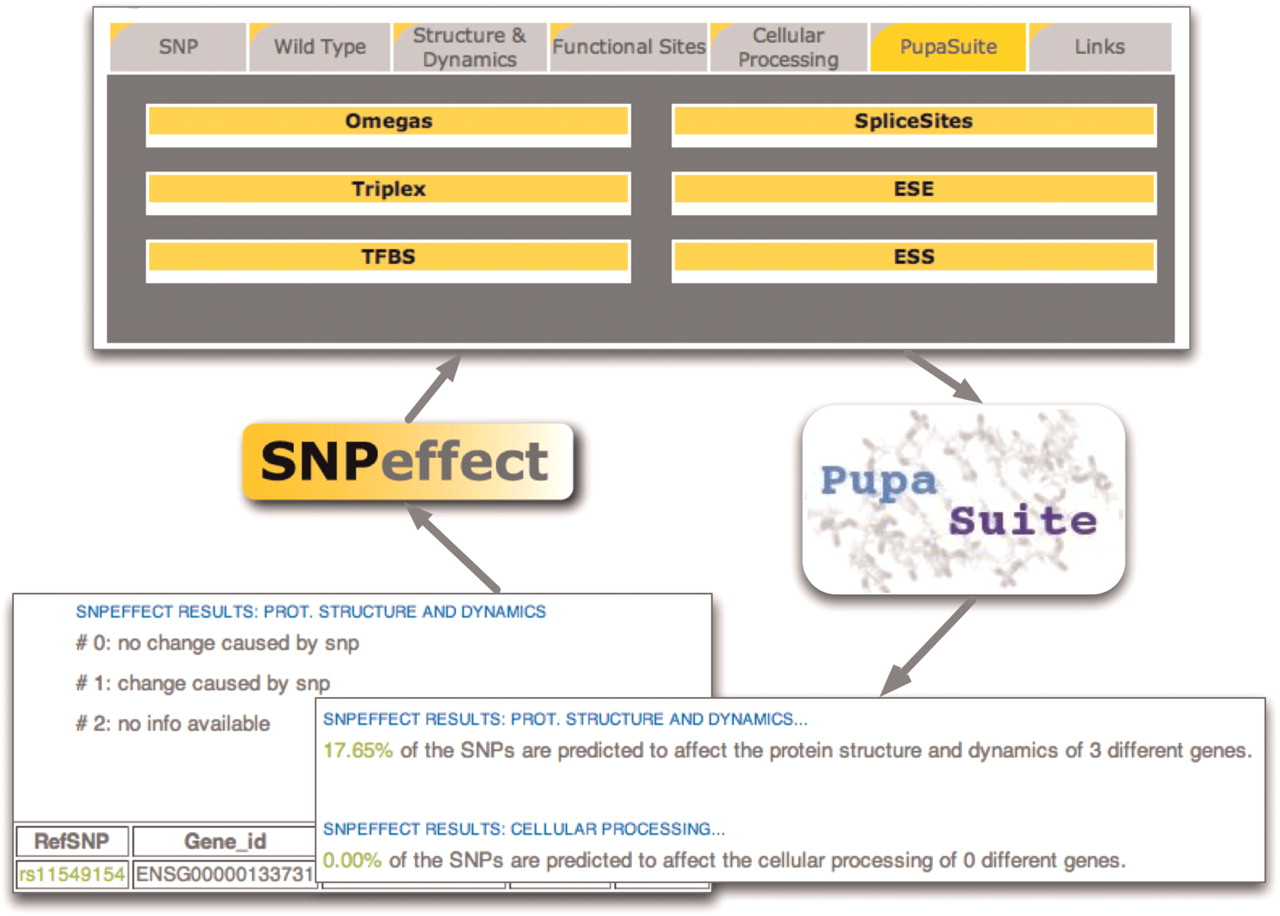 SNP
Wild Type
Structure &
Dynamics
Functional Sites
Cellular
Processing
PupaSuite
Links
Omegas
SpliceSites
Triplex
ESE
TFBS
ESS
SNPeffect
Pupa
Suite
SNPEFFECT RESULTS: PROT. STRUCTURE AND DYNAMICS
# 0: no change caused by snp
# 1: change caused by snp
# 2: no info available
SNPEFFECT RESULTS: PROT. STRUCTURE AND DYNAMICS...
17.65% of the SNPs are predicted to affect the protein structure and dynamics of 3 different genes.
SNPEFFECT RESULTS: CELLULAR PROCESSING...
0.00% of the SNPs are predicted to affect the cellular processing of 0 different genes.
RefSNP Gene_id
rs11549154 ENSG00000133731